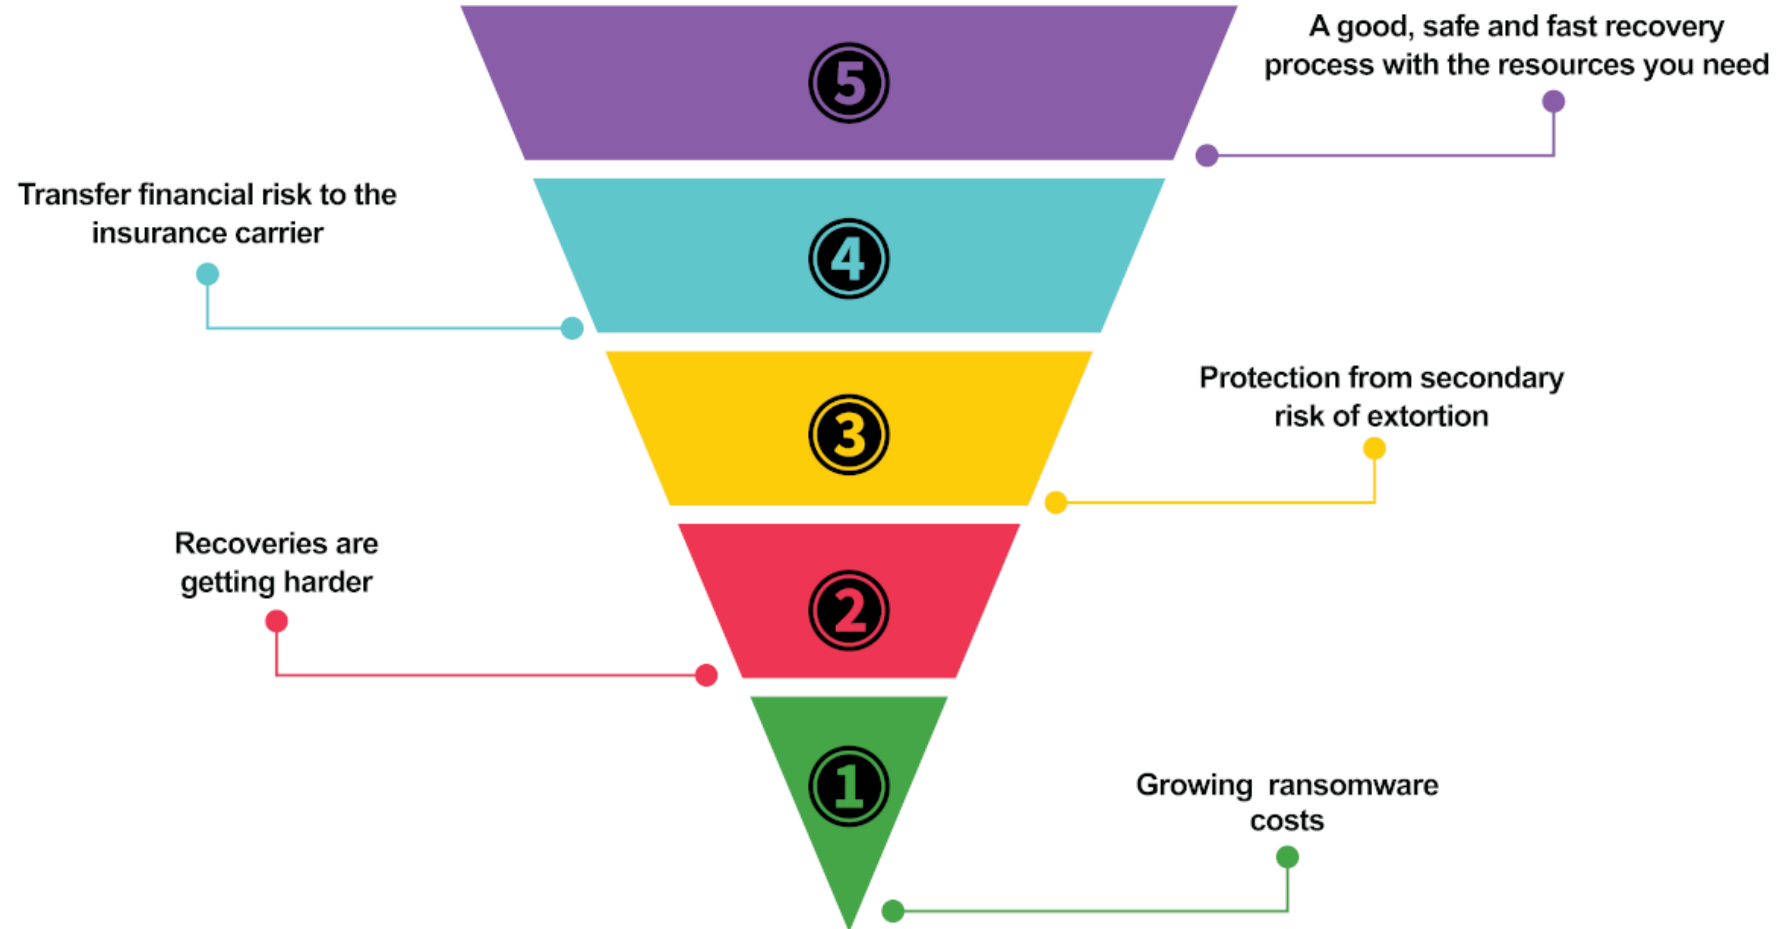 A good, safe and fast recovery
process with the resources you need
5
Transfer financial risk to the
insurance carrier
4
Protection from secondary
risk of extortion
3
Recoveries are
getting harder
2
Growing  ransomware
costs
1